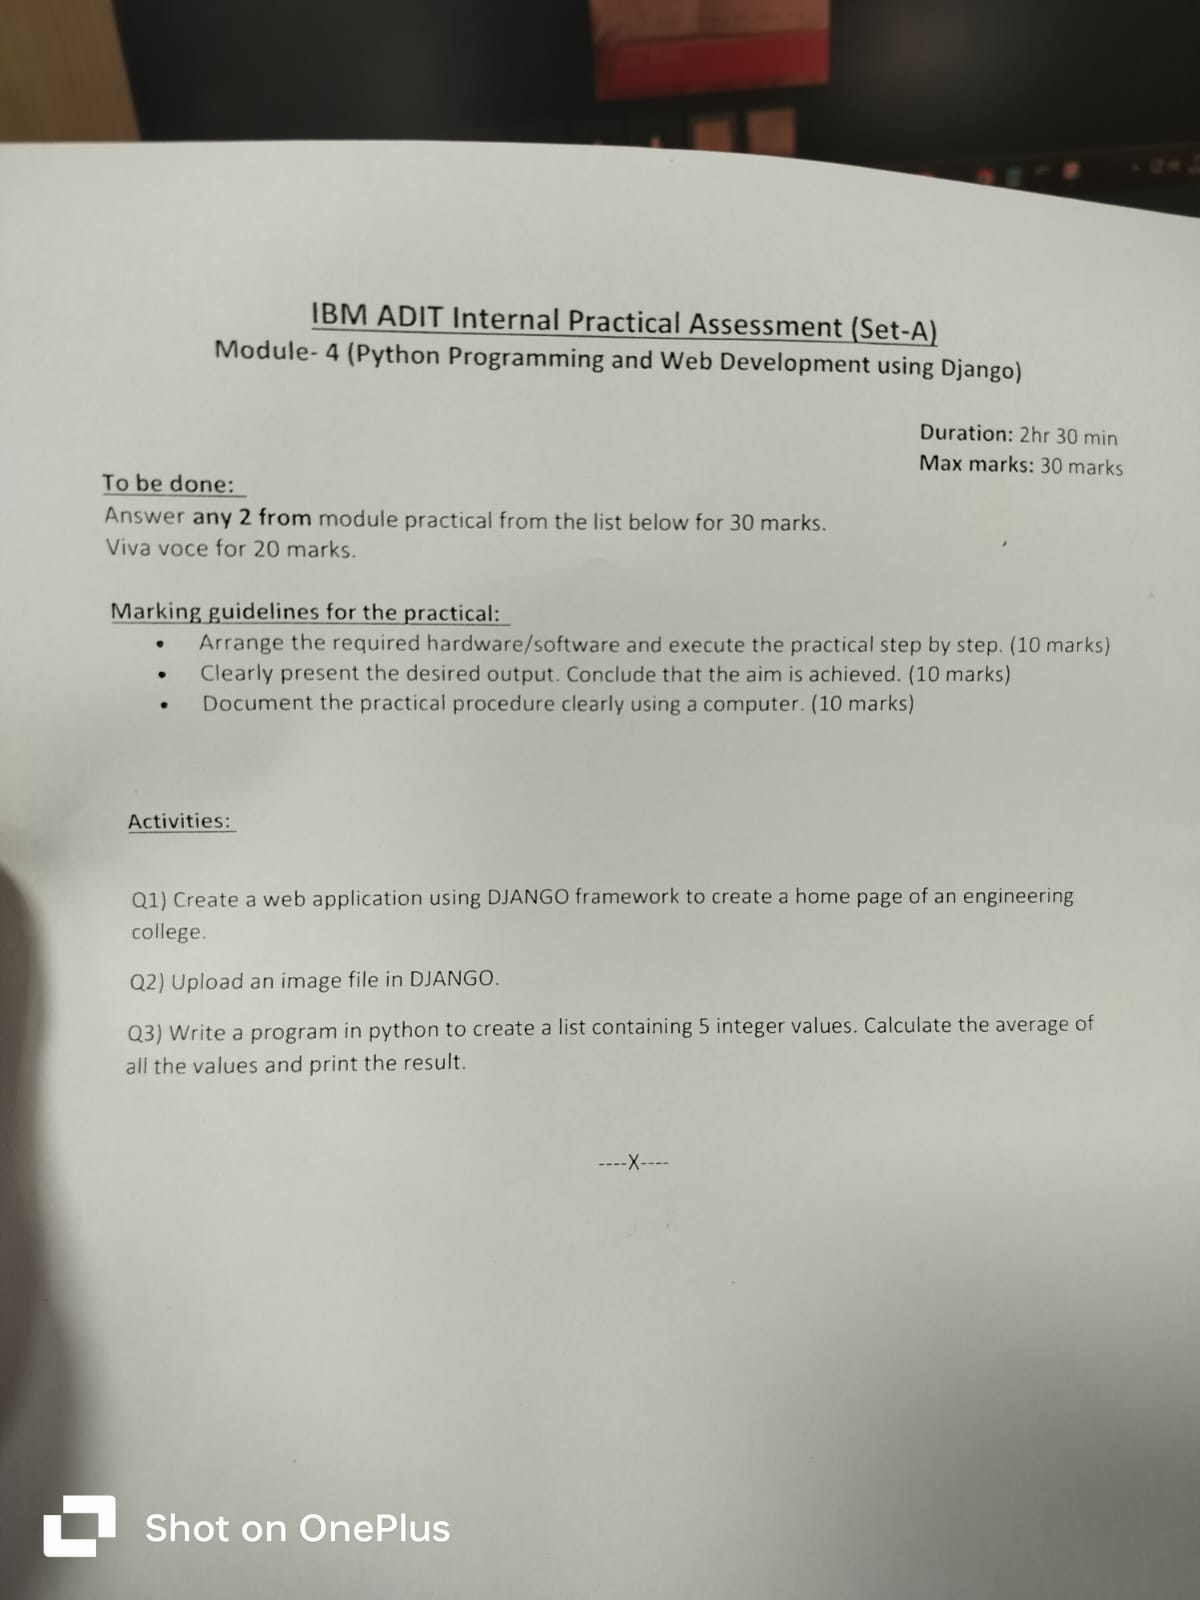 IBM ADIT Internal Practical Assessment (Set-A)
Module- 4 (Python Programming and Web Development using Django)
Duration: 2hr 30 min
Max marks: 30 marks
To be done:
Answer any 2 from module practical from the list below for 30 marks.
Viva voce for 20 marks.
Marking guidelines for the practical:
• Arrange the required hardware/software and execute the practical step by step. (10 marks)
• Clearly present the desired output. Conclude that the aim is achieved. (10 marks)
• Document the practical procedure clearly using a computer. (10 marks)
Activities:
Q1) Create a web application using DJANGO framework to create a home page of an engineering
college.
Q2) Upload an image file in DJANGO.
Q3) Write a program in python to create a list containing 5 integer values. Calculate the average of
all the values and print the result.
----X----
Shot on OnePlus